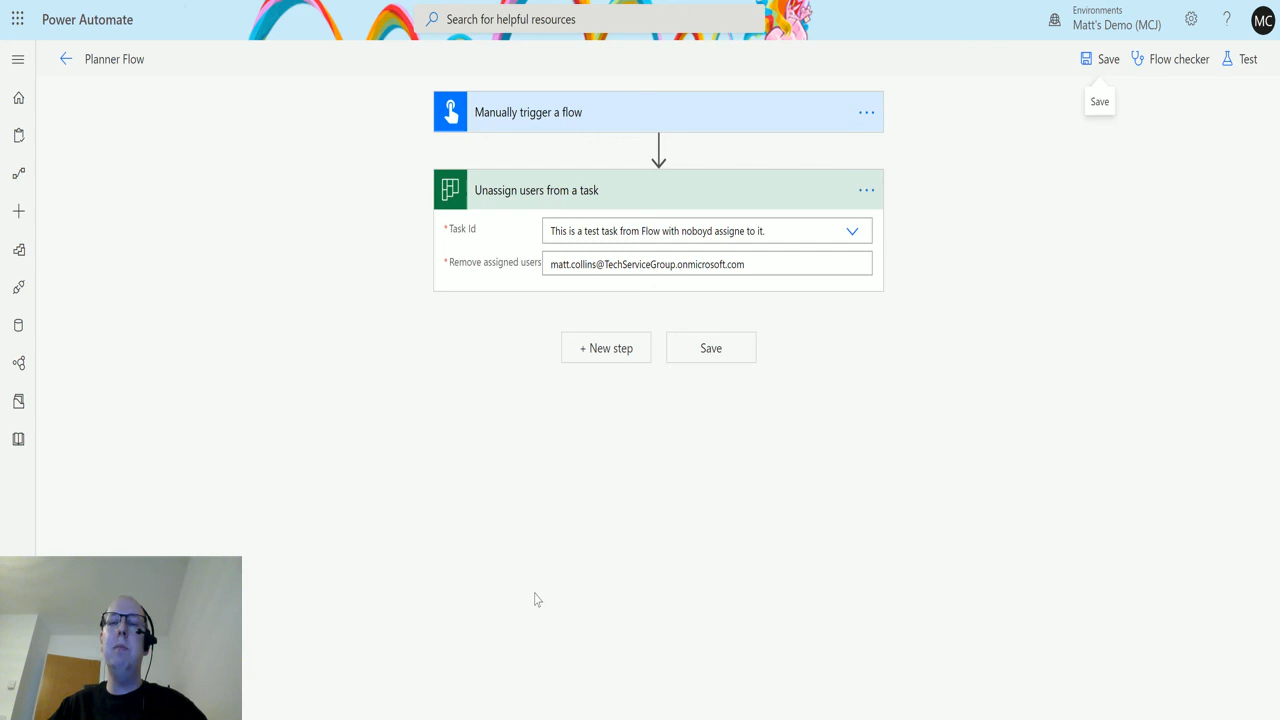 Power Automate
Search for helpful resources
Environments
Matt's Demo (MCJ)
MC
Planner Flow
Save
Flow checker
Test
Save
Manually trigger a flow
Unassign users from a task
* Task Id
This is a test task from Flow with noboyd assigne to it.
* Remove assigned users
matt.collins@TechServiceGroup.onmicrosoft.com
+ New step
Save